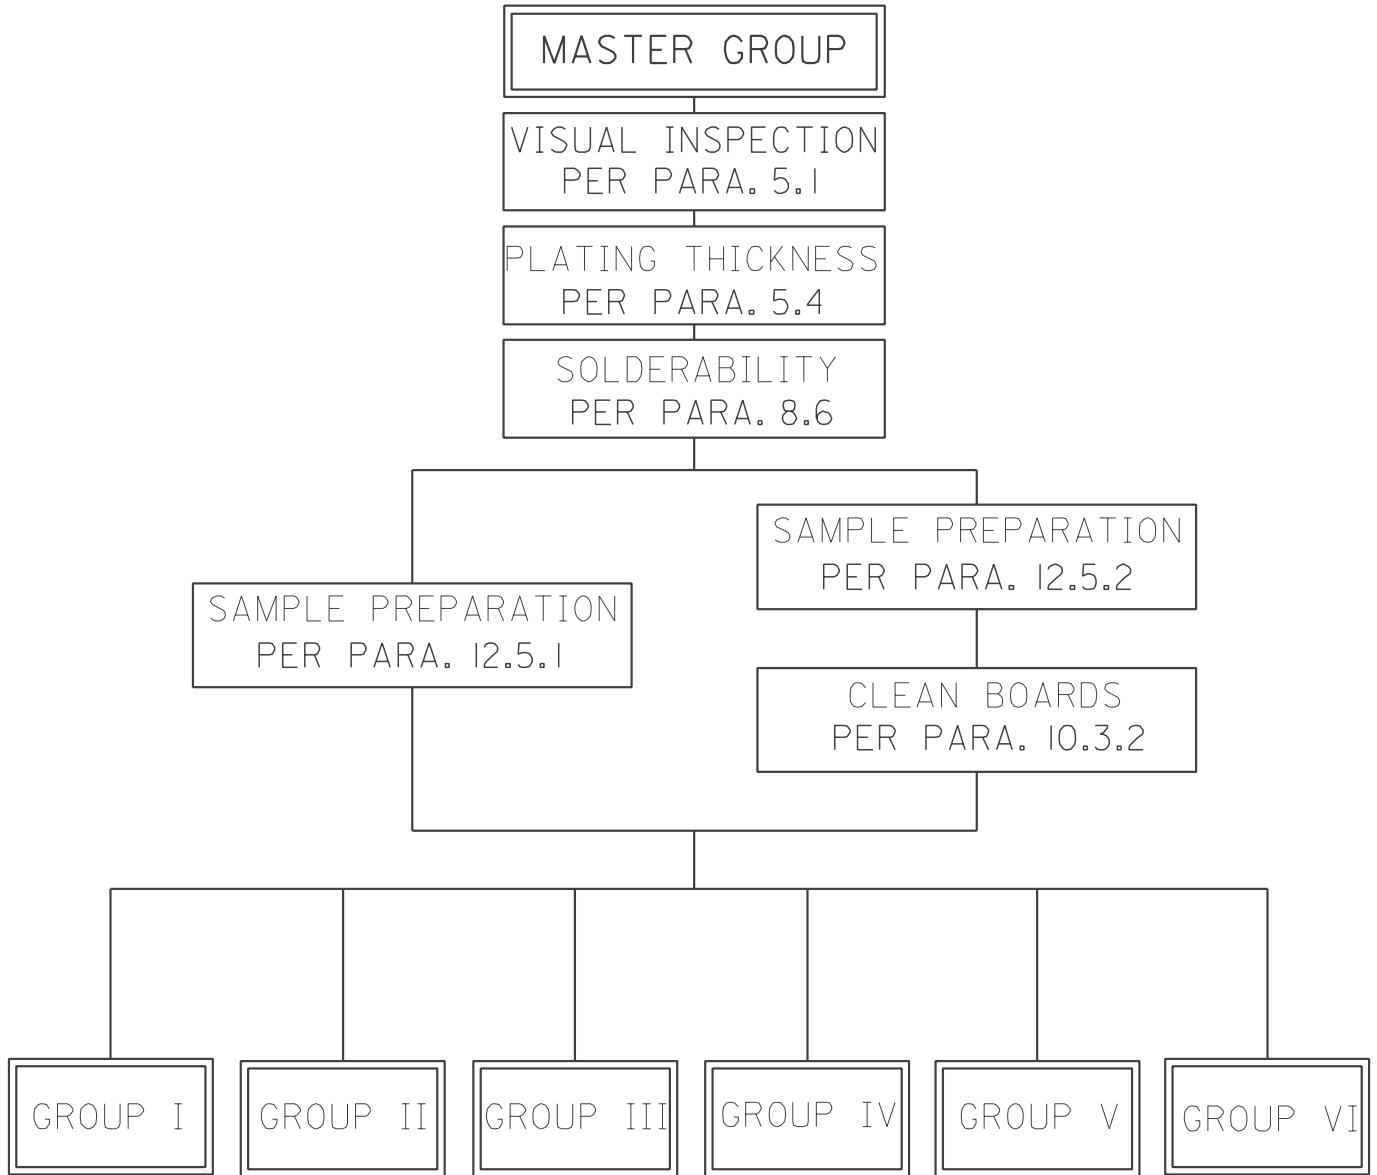 MASTER GROUP
VISUAL INSPECTION
PER PARA. 5.1
PLATING THICKNESS
PER PARA. 5.4
SOLDERABILITY
PER PARA. 8.6
SAMPLE PREPARATION
PER PARA. 12.5.1
SAMPLE PREPARATION
PER PARA. 12.5.2
CLEAN BOARDS
PER PARA. 10.3.2
GROUP I
GROUP II
GROUP III
GROUP IV
GROUP V
GROUP VI